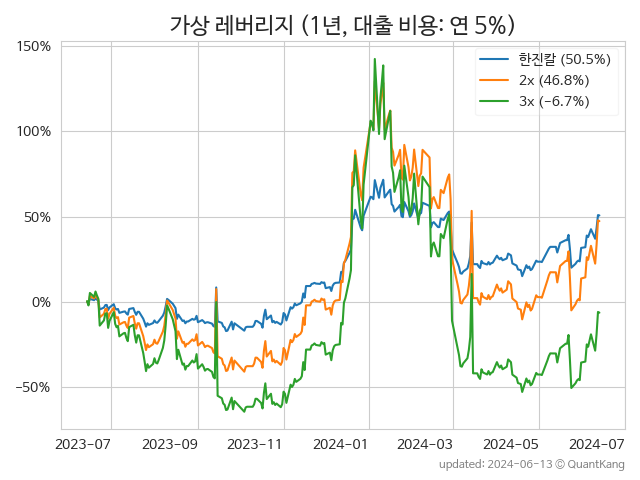 가상 레버리지 (1년, 대출 비용: 연 5%)
150%
100%
50%
0%
−50%
한진칼 (50.5%)
2x (46.8%)
3x (−6.7%)
2023-07 2023-09 2023-11 2024-01 2024-03 2024-05 2024-07
updated: 2024-06-13 © QuantKang